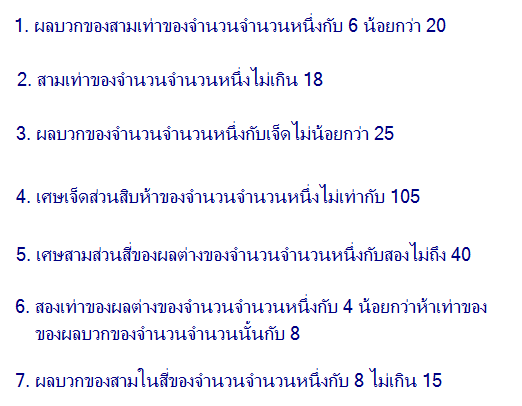 1. ผลบวกของสามเท่าของจำนวนจำนวนหนึ่งกับ 6 น้อยกว่า 20
2. สามเท่าของจำนวนจำนวนหนึ่งไม่เกิน 18
3. ผลบวกของจำนวนจำนวนหนึ่งกับเจ็ดไม่น้อยกว่า 25
4. เศษเจ็ดส่วนสิบห้าของจำนวนจำนวนหนึ่งไม่เท่ากับ 105
5. เศษสามส่วนสี่ของผลต่างของจำนวนจำนวนหนึ่งกับสองไม่ถึง 40
6. สองเท่าของผลต่างของจำนวนจำนวนหนึ่งกับ 4 น้อยกว่าห้าเท่าของ
ของผลบวกของจำนวนจำนวนนั้นกับ 8
7. ผลบวกของสามในสี่ของจำนวนจำนวนหนึ่งกับ 8 ไม่เกิน 15